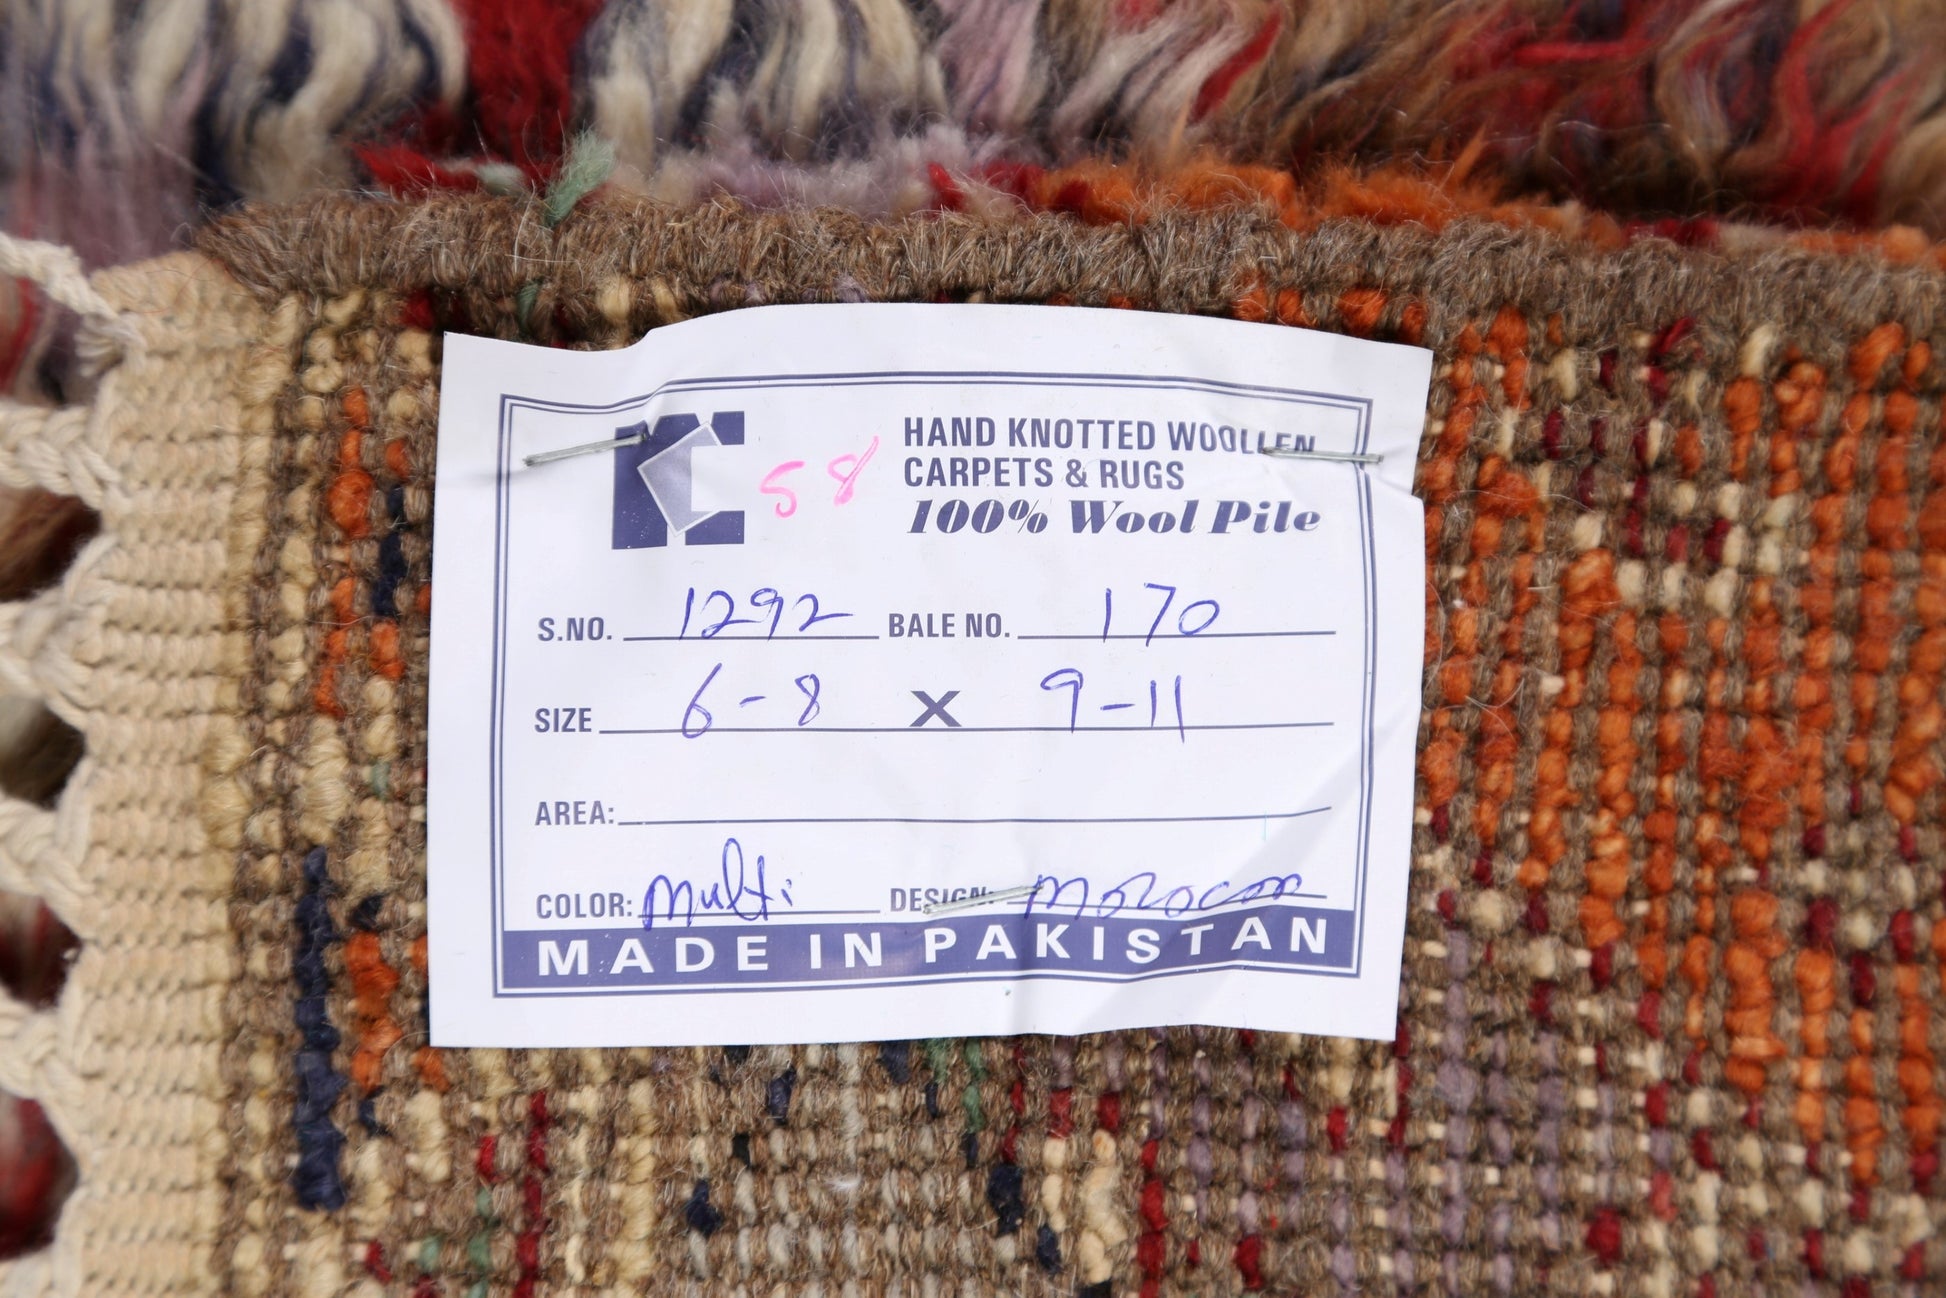 58
HAND KNOTTED WOOLLEN
CARPETS & RUGS
100% Wool Pile
S.NO. 1292 BALE NO. 170
SIZE 6-8 X 9-11
AREA:
COLOR: Multi DESIGN: Morocan
MADE IN PAKISTAN